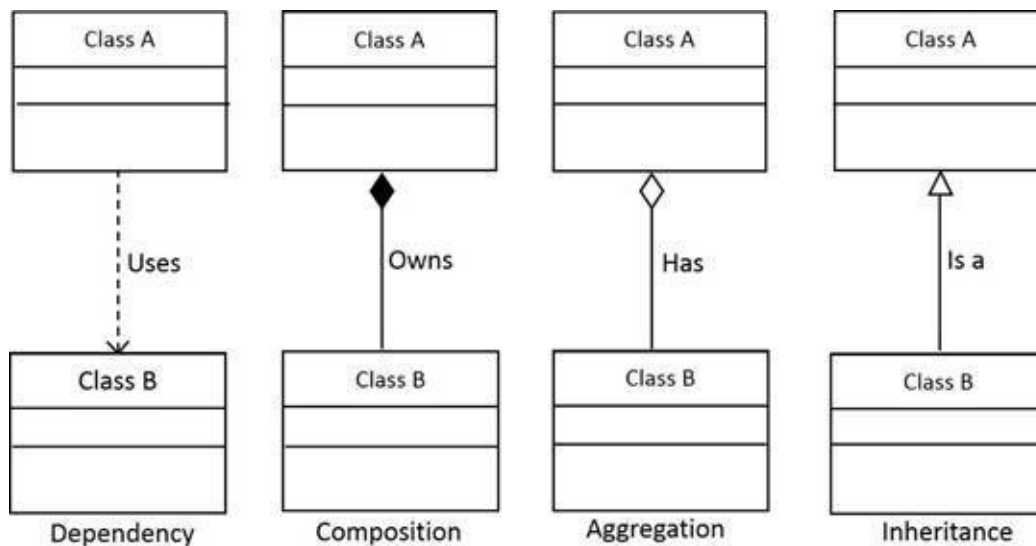 Class A
Class A
Class A
Class A
Uses
Owns
Has
Is a
Class B
Class B
Class B
Class B
Dependency
Composition
Aggregation
Inheritance